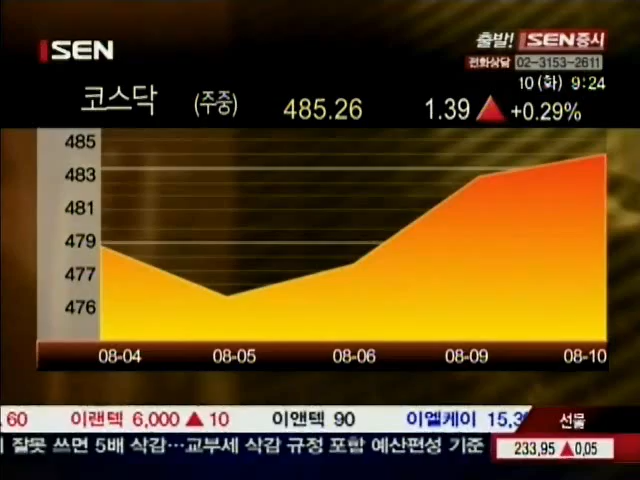 SEN
출발! SEN증시
전화상담 02-3153-2611
10 (화) 9:24
코스닥 (주중) 485.26 1.39 ▲ +0.29%
485
483
481
479
477
476
08-04 08-05 08-06 08-09 08-10
60 이랜텍 6,000 ▲ 10 이앤텍 90 이엘케이 15,3 선물
잘못 쓰면 5배 삭감…교부세 삭감 규정 포함 예산편성 기준 233,95 ▲0,05